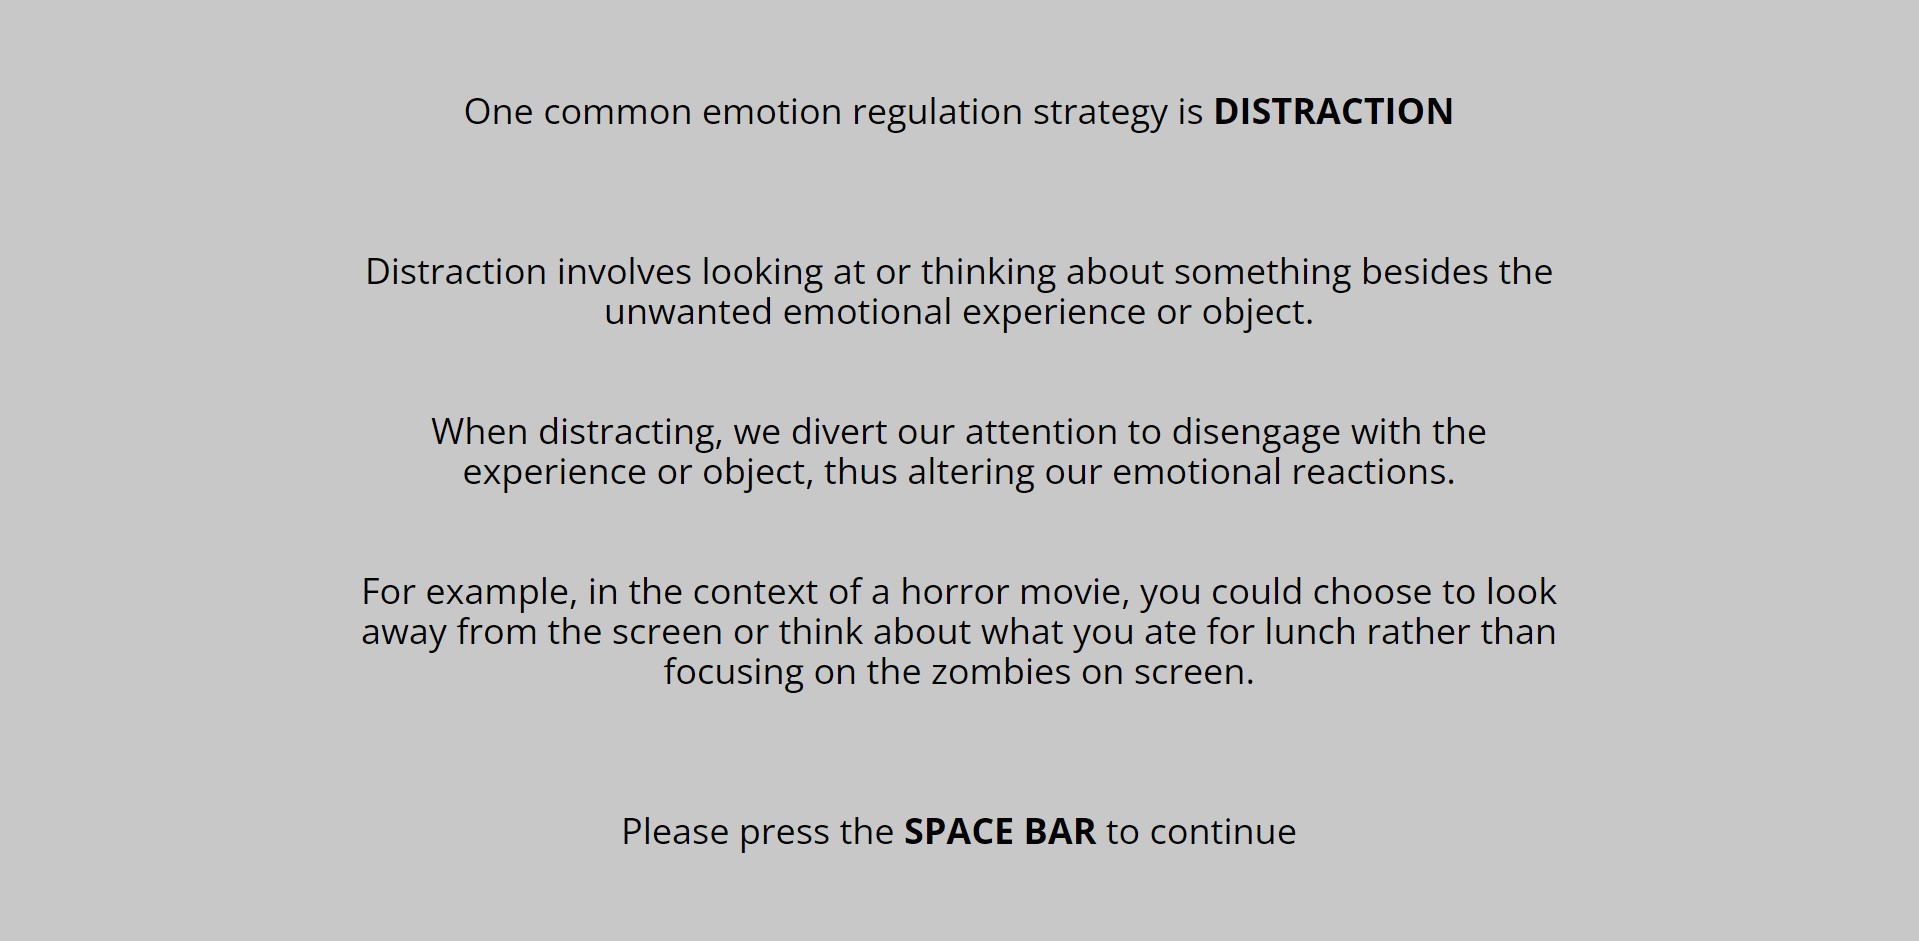 One common emotion regulation strategy is DISTRACTION
Distraction involves looking at or thinking about something besides the
unwanted emotional experience or object.
When distracting, we divert our attention to disengage with the
experience or object, thus altering our emotional reactions.
For example, in the context of a horror movie, you could choose to look
away from the screen or think about what you ate for lunch rather than
focusing on the zombies on screen.
Please press the SPACE BAR to continue